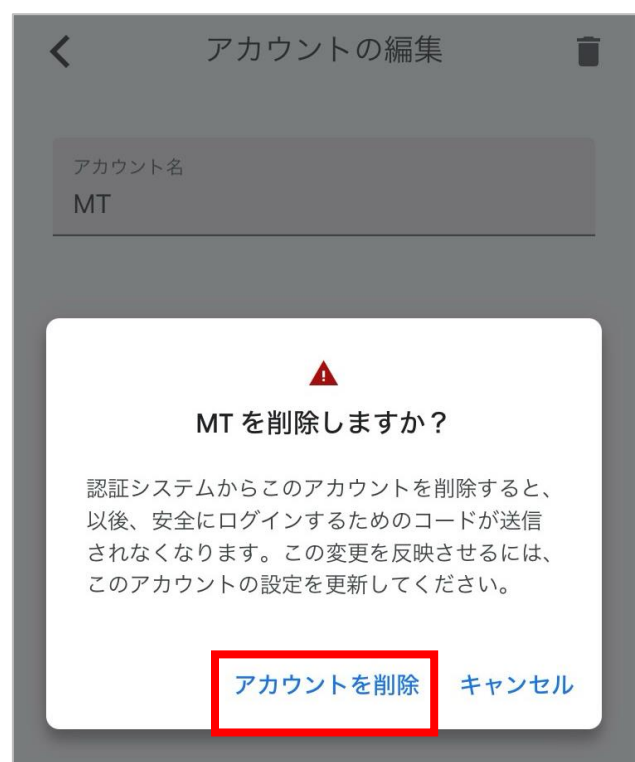 アカウントの編集
アカウント名
MT
MT を削除しますか？
認証システムからこのアカウントを削除すると、
以後、安全にログインするためのコードが送信
されなくなります。この変更を反映させるには、
このアカウントの設定を更新してください。
アカウントを削除 キャンセル